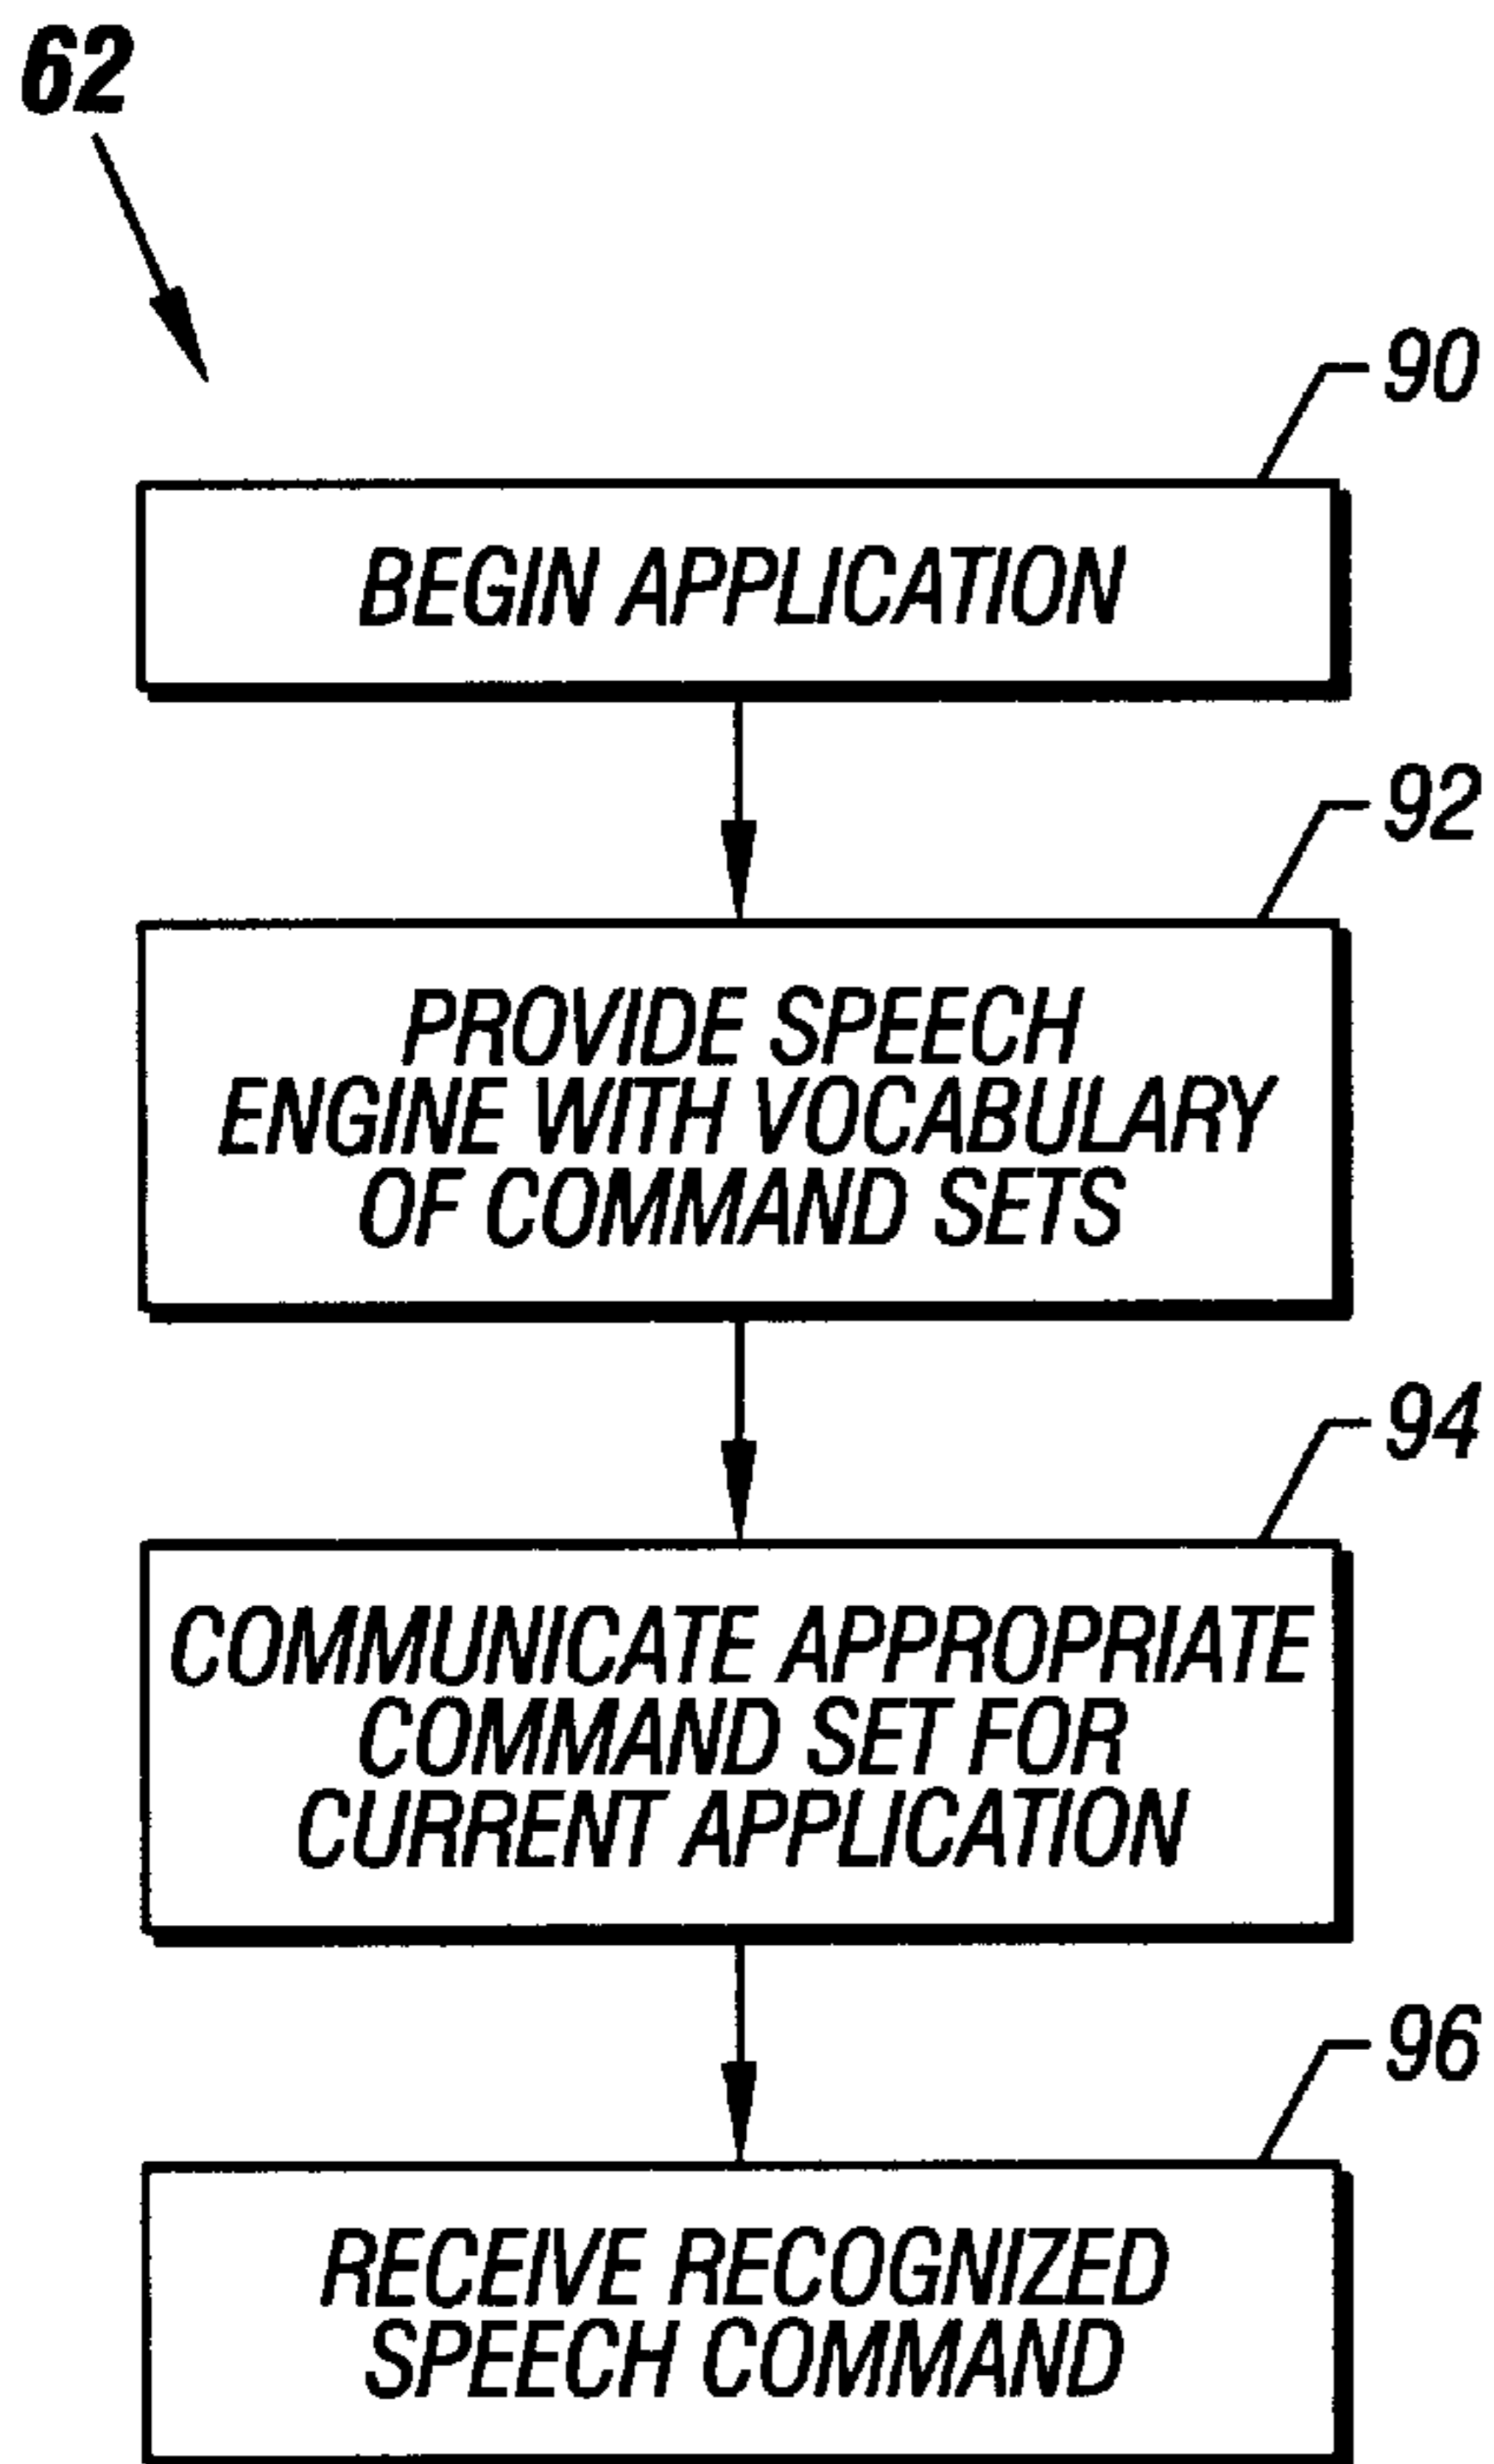 62
90
BEGIN APPLICATION
92
PROVIDE SPEECH
ENGINE WITH VOCABULARY
OF COMMAND SETS
94
COMMUNICATE APPROPRIATE
COMMAND SET FOR
CURRENT APPLICATION
96
RECEIVE RECOGNIZED
SPEECH COMMAND